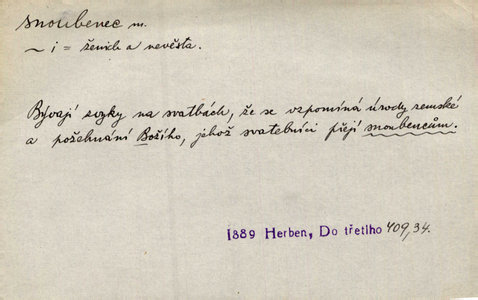 snoubenec m.
~ i = ženich a nevěsta.
Bývají sozky na svatbách, že se vzpomíná úrody zemské
a požehnání Božího, jehož svatebníci přejí snoubencům.
1889 Herben, Do třetího 409,34.